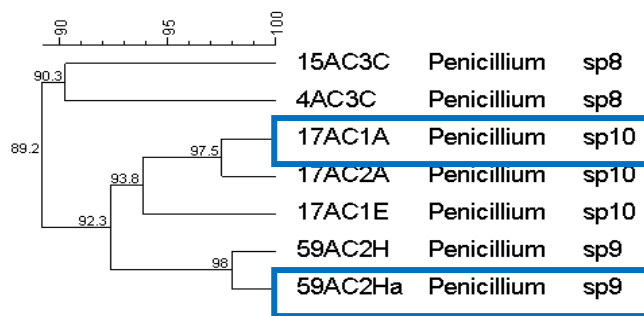 90 95 100
90.3 15AC3C Penicillium sp8
4AC3C Penicillium sp8
17AC1A Penicillium sp10
89.2 97.5
17AC2A Penicillium sp10
93.8
17AC1E Penicillium sp10
92.3
59AC2H Penicillium sp9
98
59AC2Ha Penicillium sp9